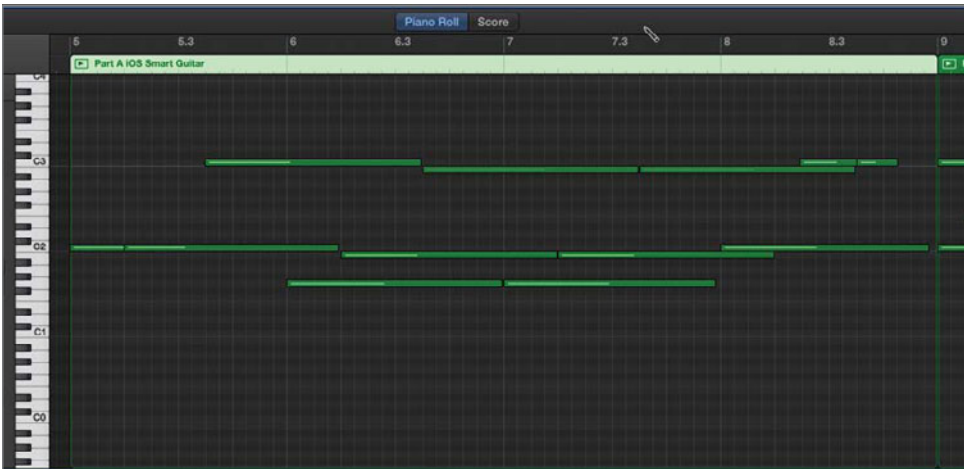 Piano Roll Score
5 5.3 6 6.3 7 7.3 8 8.3 9
Part A iOS Smart Guitar
C3
C2
C1
C0